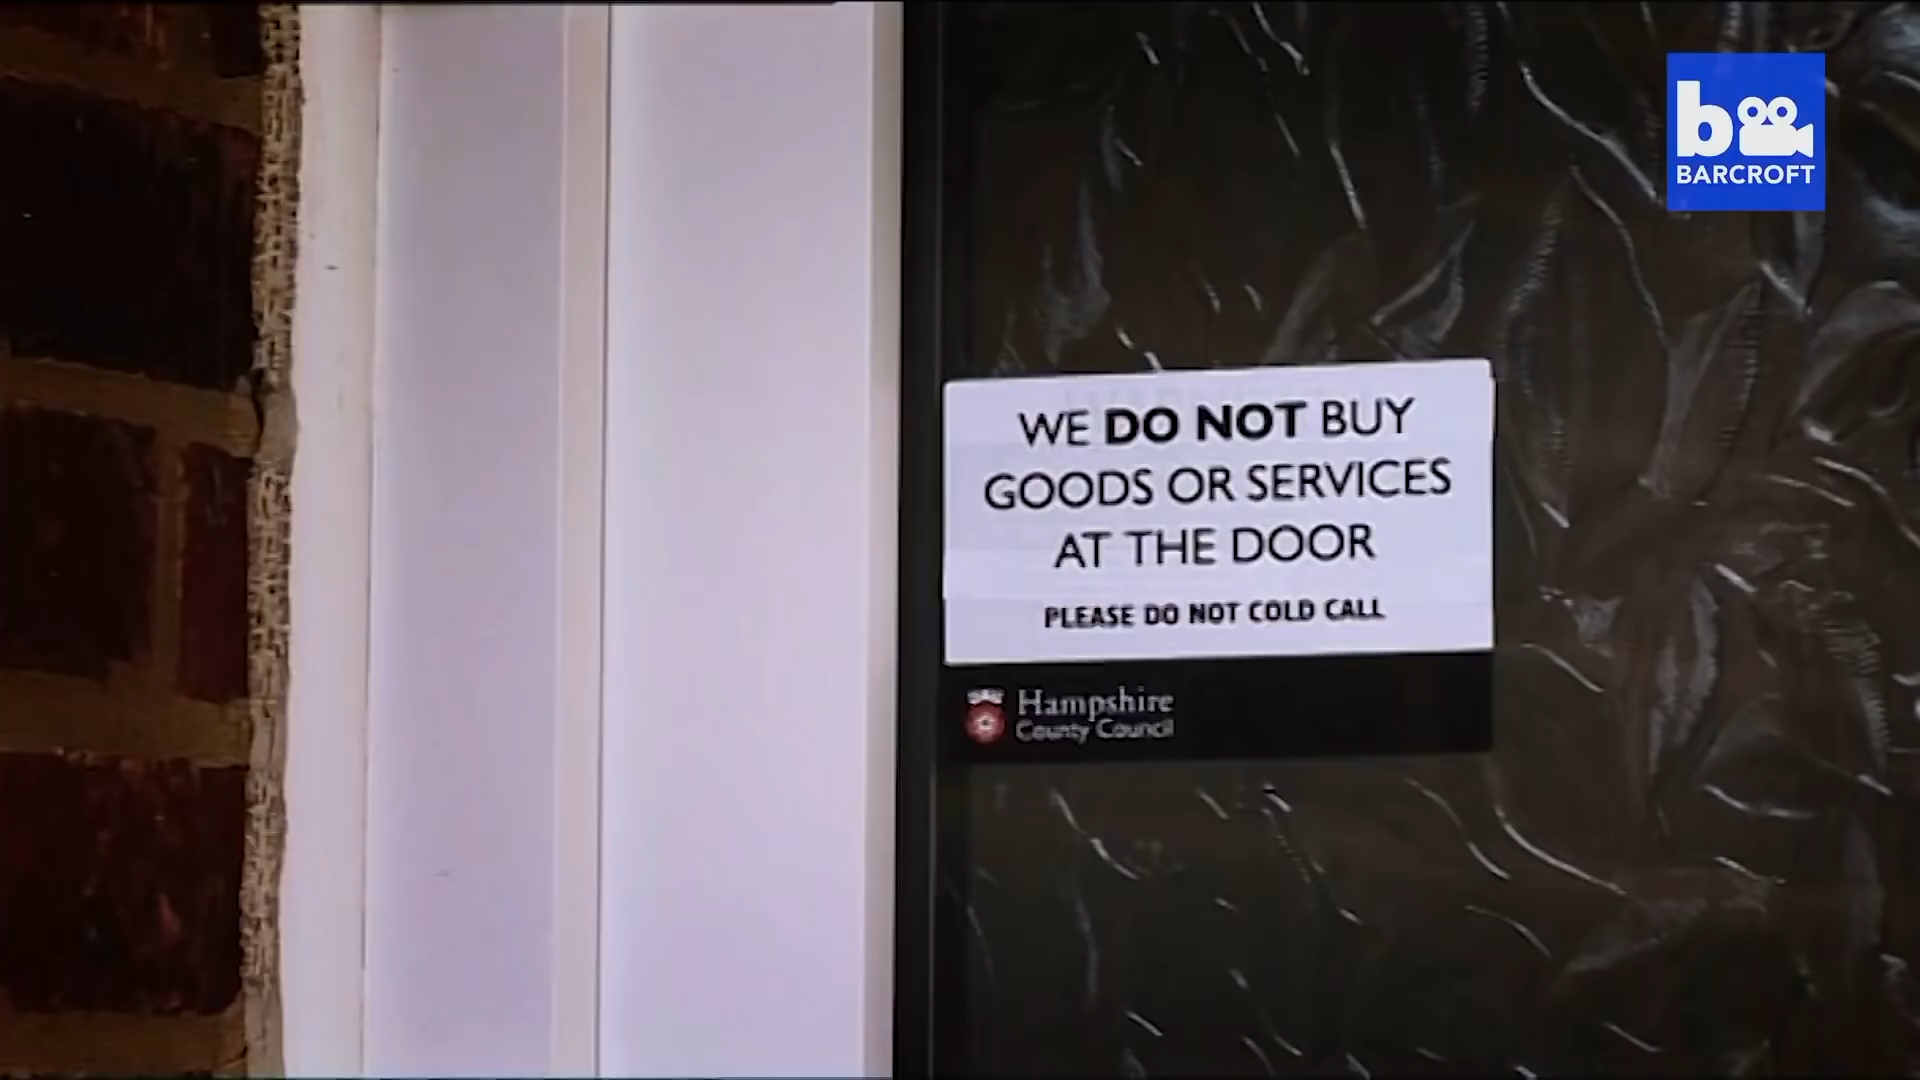 b
BARCROFT
WE DO NOT BUY
GOODS OR SERVICES
AT THE DOOR
PLEASE DO NOT COLD CALL
Hampshire
County Council